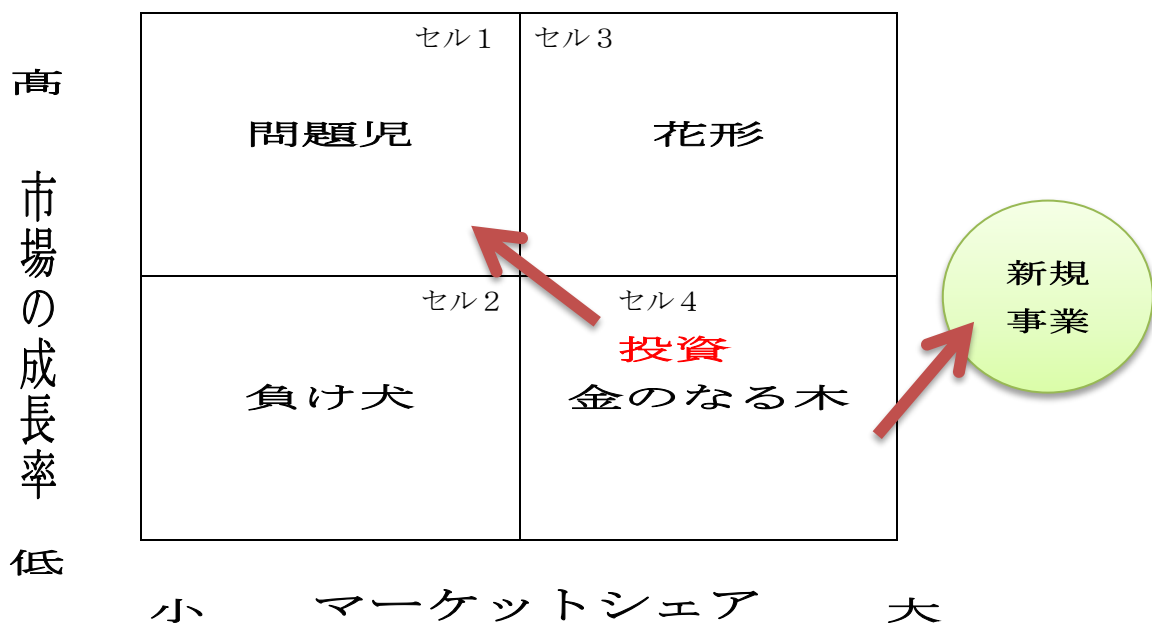 高
市場の成長率
低
セル１
問題児
セル３
花形
セル２
負け犬
セル４
投資
金のなる木
新規
事業
小
マーケットシェア
大